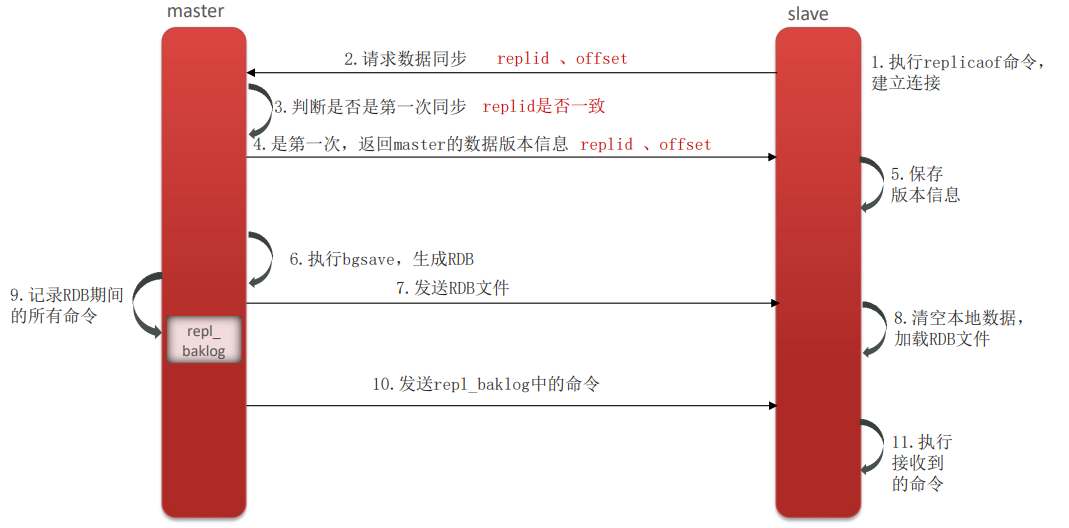 master
slave
2.请求数据同步 replid 、offset
1.执行replicaof命令，
建立连接
3.判断是否是第一次同步 replid是否一致
4.是第一次，返回master的数据版本信息 replid 、offset
5.保存
版本信息
6.执行bgsave，生成RDB
7.发送RDB文件
9.记录RDB期间
的所有命令
repl_
baklog
8.清空本地数据，
加载RDB文件
10.发送repl_baklog中的命令
11.执行
接收到
的命令